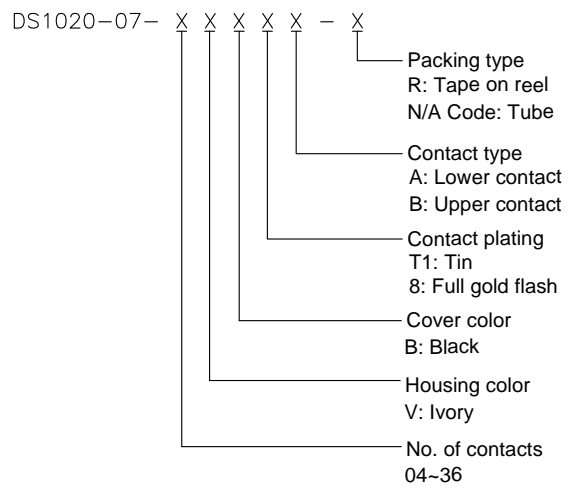 DS1020-07- X X X X X - X
Packing type
R: Tape on reel
N/A Code: Tube
Contact type
A: Lower contact
B: Upper contact
Contact plating
T1: Tin
8: Full gold flash
Cover color
B: Black
Housing color
V: Ivory
No. of contacts
04~36